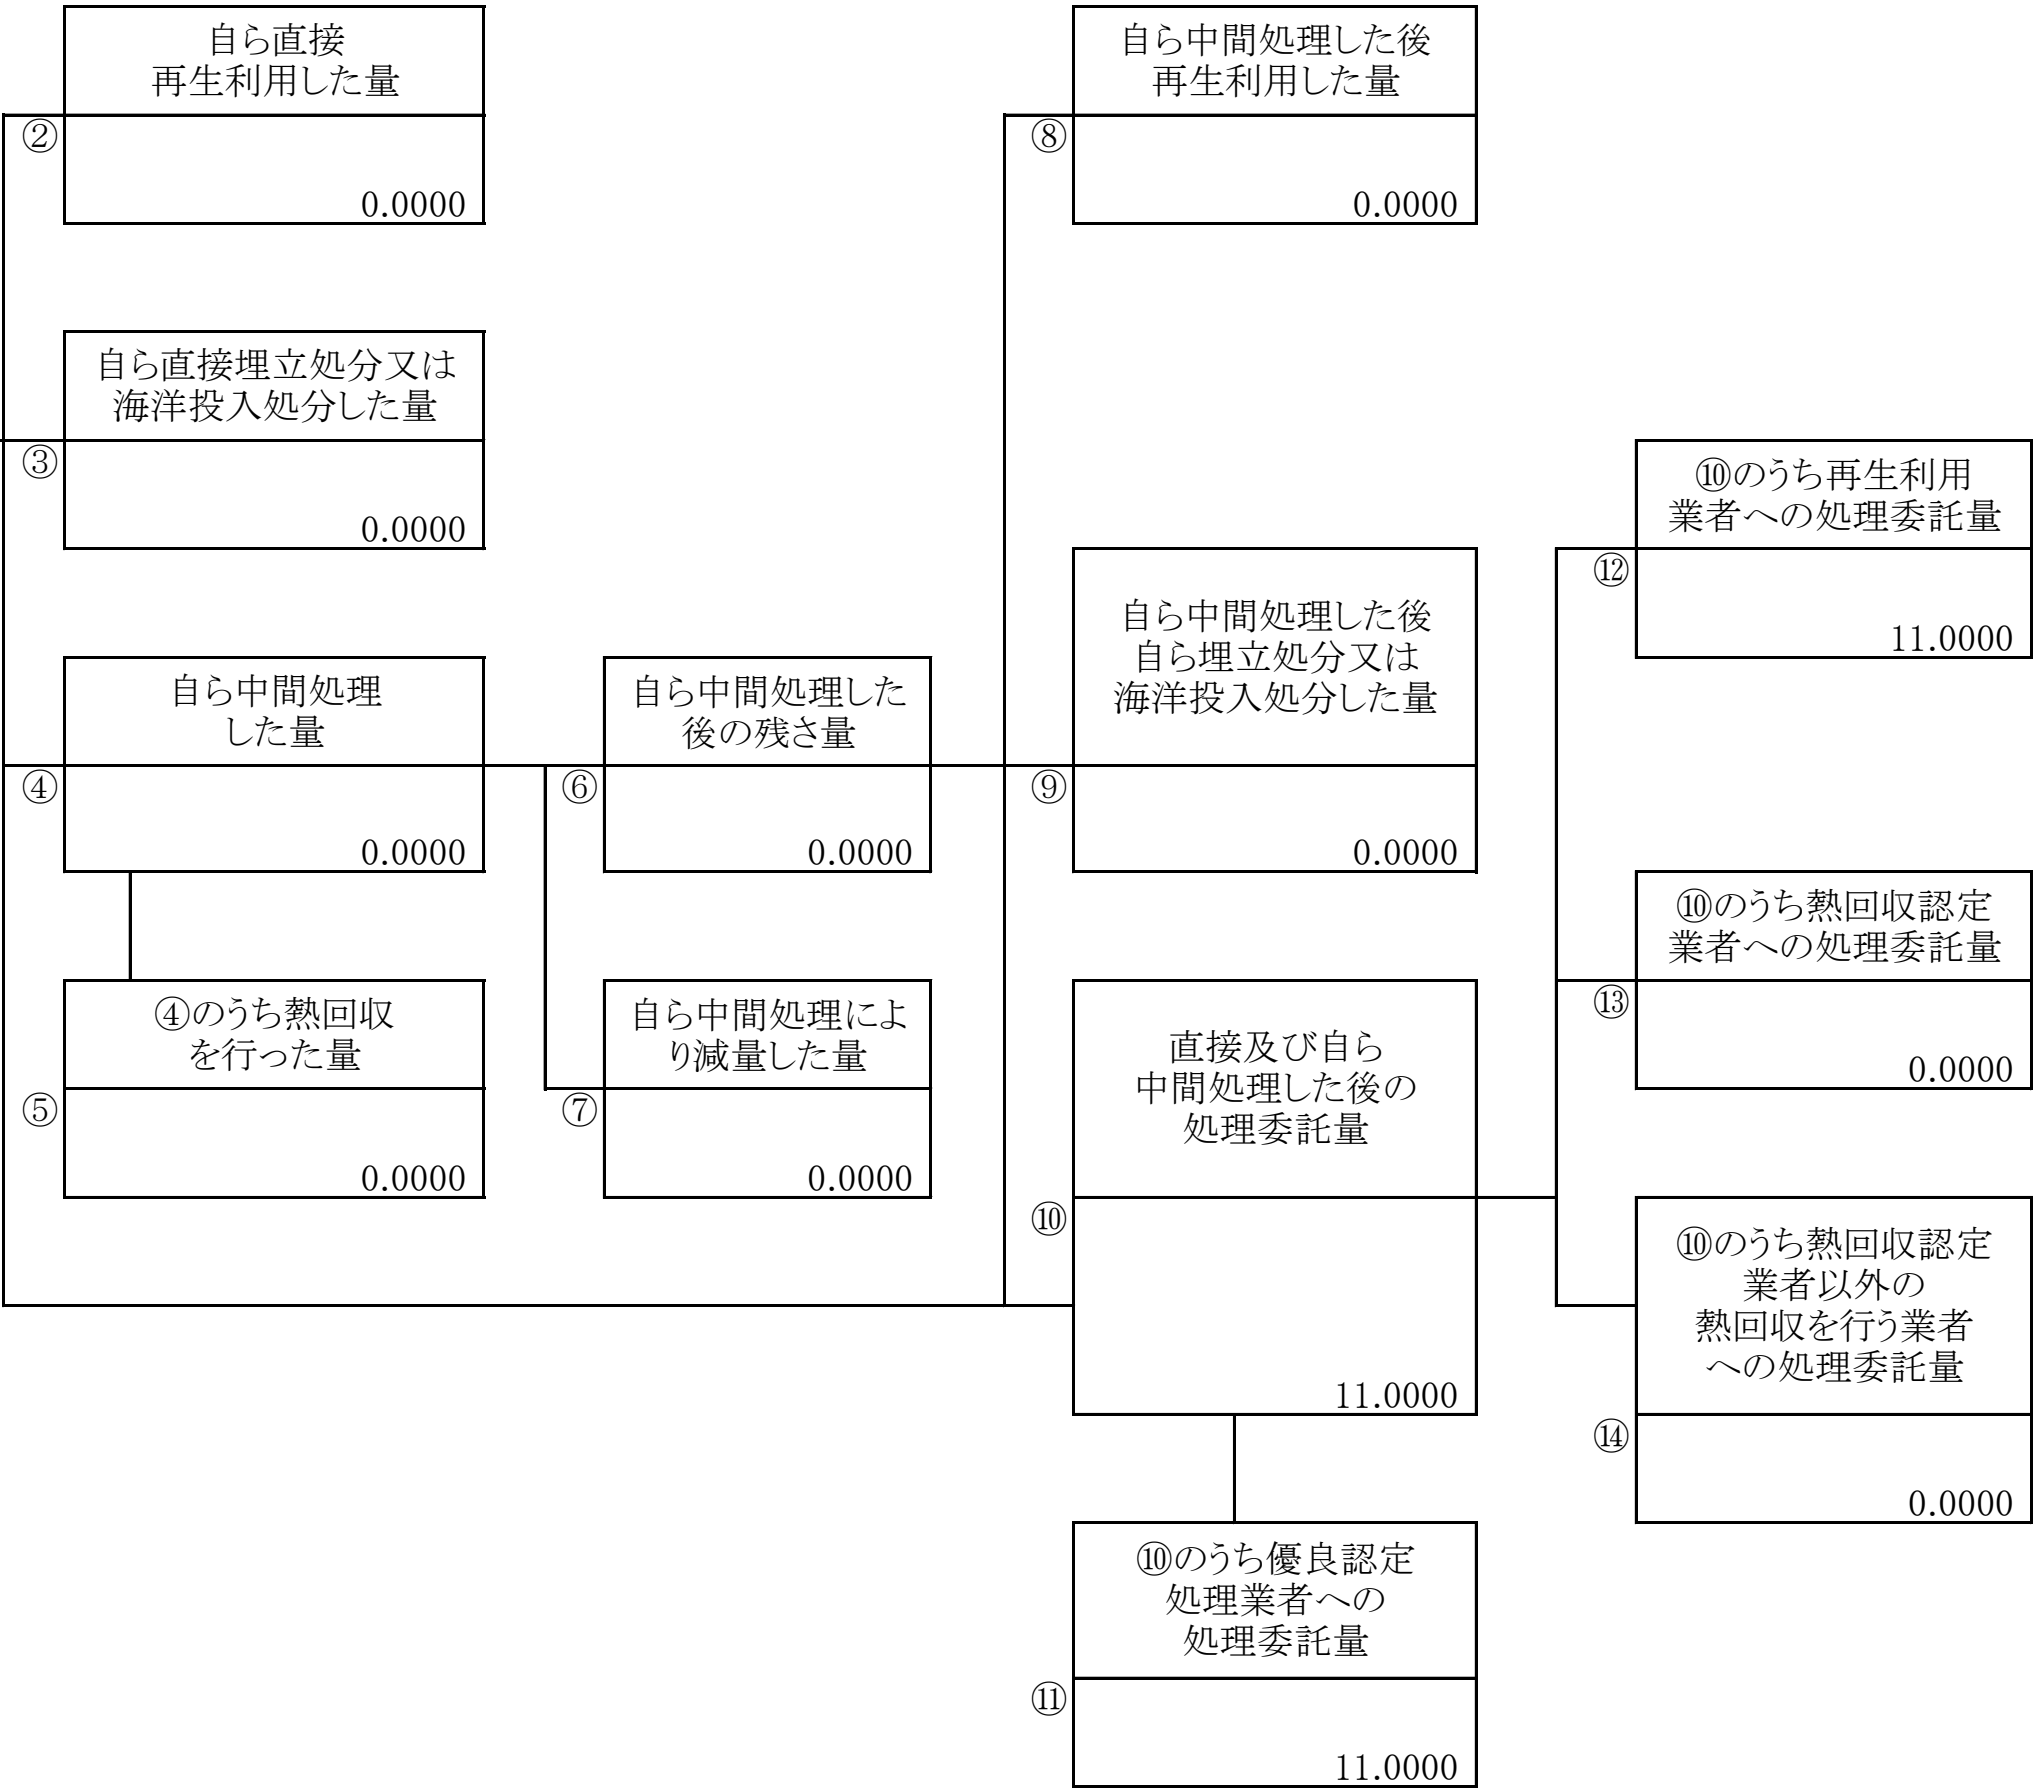 自ら直接
再生利用した量
②
0.0000
自ら直接埋立処分又は
海洋投入処分した量
③
0.0000
自ら中間処理
した量
④
0.0000
④のうち熱回収
を行った量
⑤
0.0000
自ら中間処理した
後の残さ量
⑥
0.0000
自ら中間処理によ
り減量した量
⑦
0.0000
自ら中間処理した後
再生利用した量
⑧
0.0000
自ら中間処理した後
自ら埋立処分又は
海洋投入処分した量
⑨
0.0000
直接及び自ら
中間処理した後の
処理委託量
⑩
11.0000
⑩のうち優良認定
処理業者への
処理委託量
⑪
11.0000
⑩のうち再生利用
業者への処理委託量
⑫
11.0000
⑩のうち熱回収認定
業者への処理委託量
⑬
0.0000
⑩のうち熱回収認定
業者以外の
熱回収を行う業者
への処理委託量
⑭
0.0000